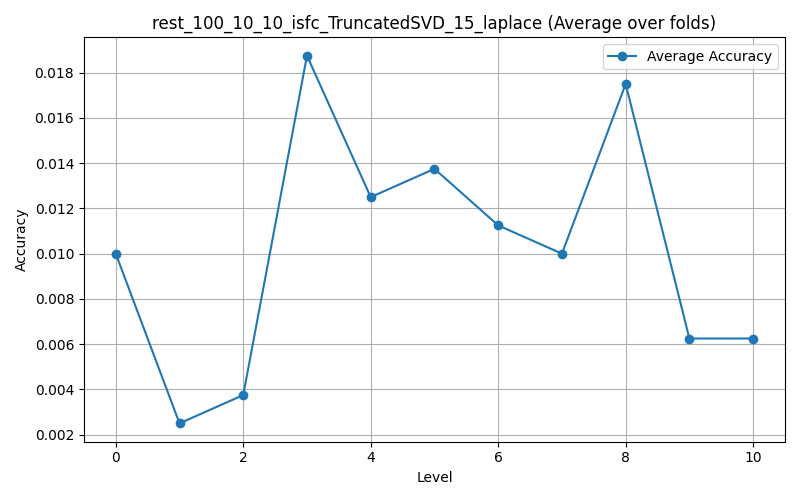 rest_100_10_10_isfc_TruncatedSVD_15_laplace (Average over folds)
Average Accuracy
0.018
0.016
0.014
0.012
0.010
0.008
0.006
0.004
0.002
Accuracy
0 2 4 6 8 10
Level